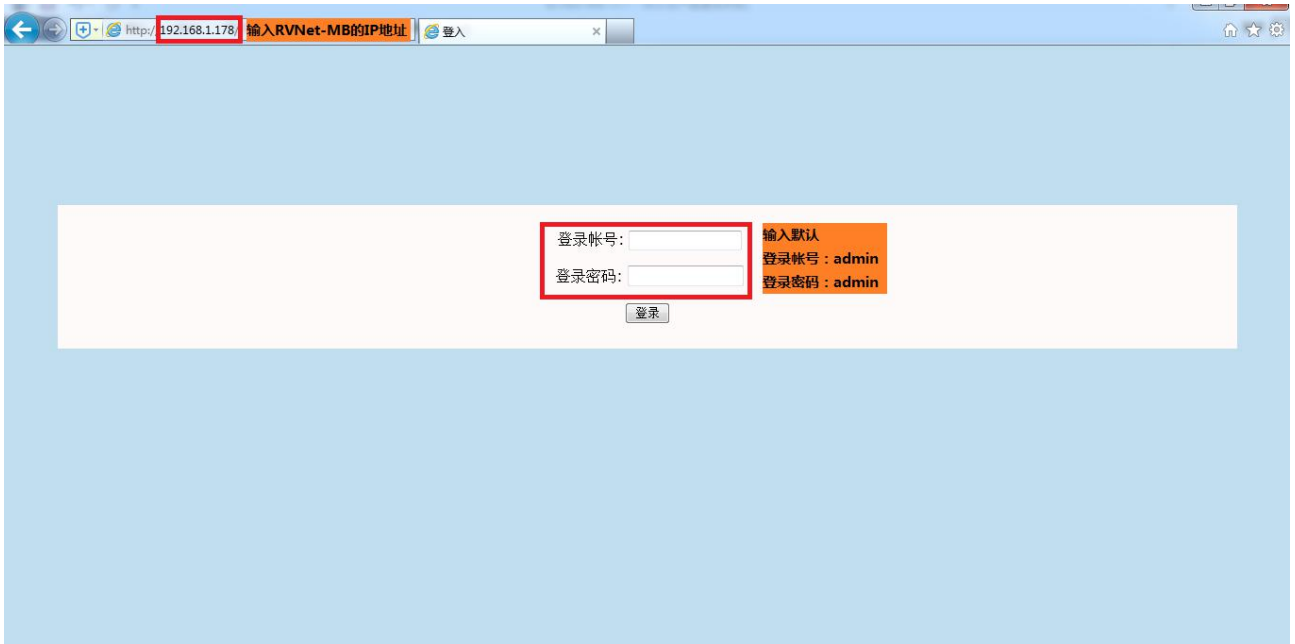 http://192.168.1.178/ 输入RVNet-MB的IP地址 登入
登录帐号: 输入默认
登录帐号：admin
登录密码:
登录密码：admin
登录